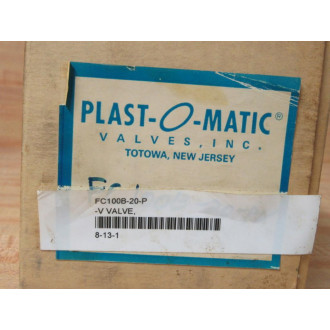 PLAST-O-MATIC®
VALVES, INC.
TOTOWA, NEW JERSEY
FC100B-20-P
-V VALVE,
8-13-1